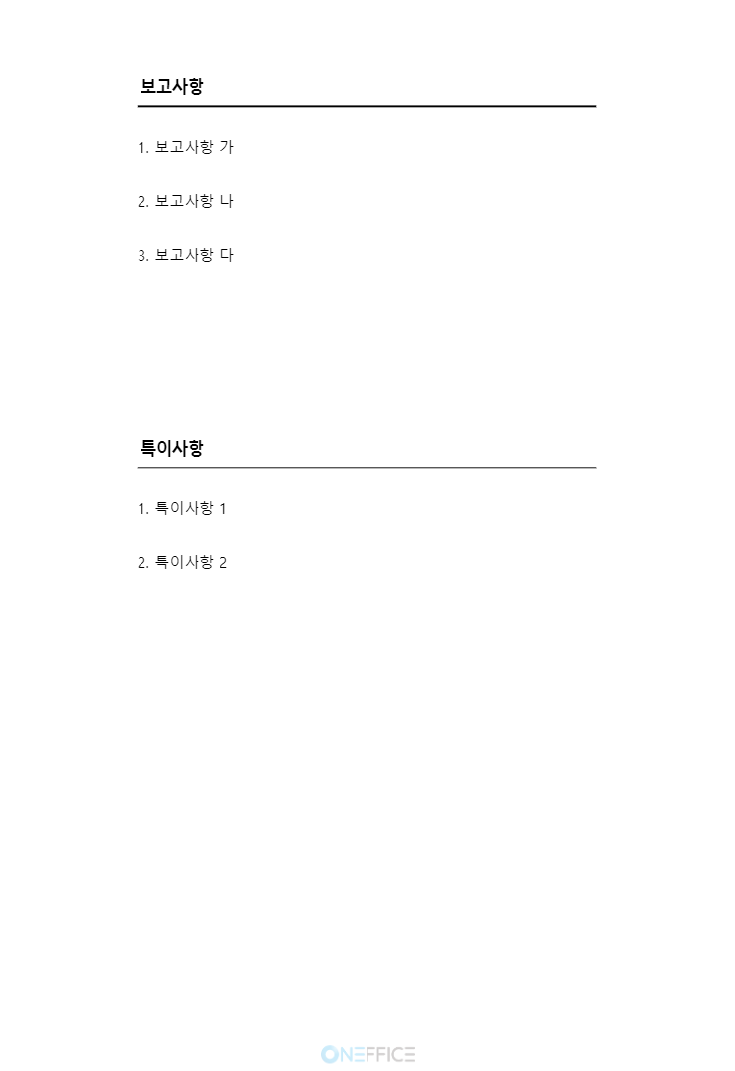 보고사항
1. 보고사항 가
2. 보고사항 나
3. 보고사항 다
특이사항
1. 특이사항 1
2. 특이사항 2
ONEFFICE